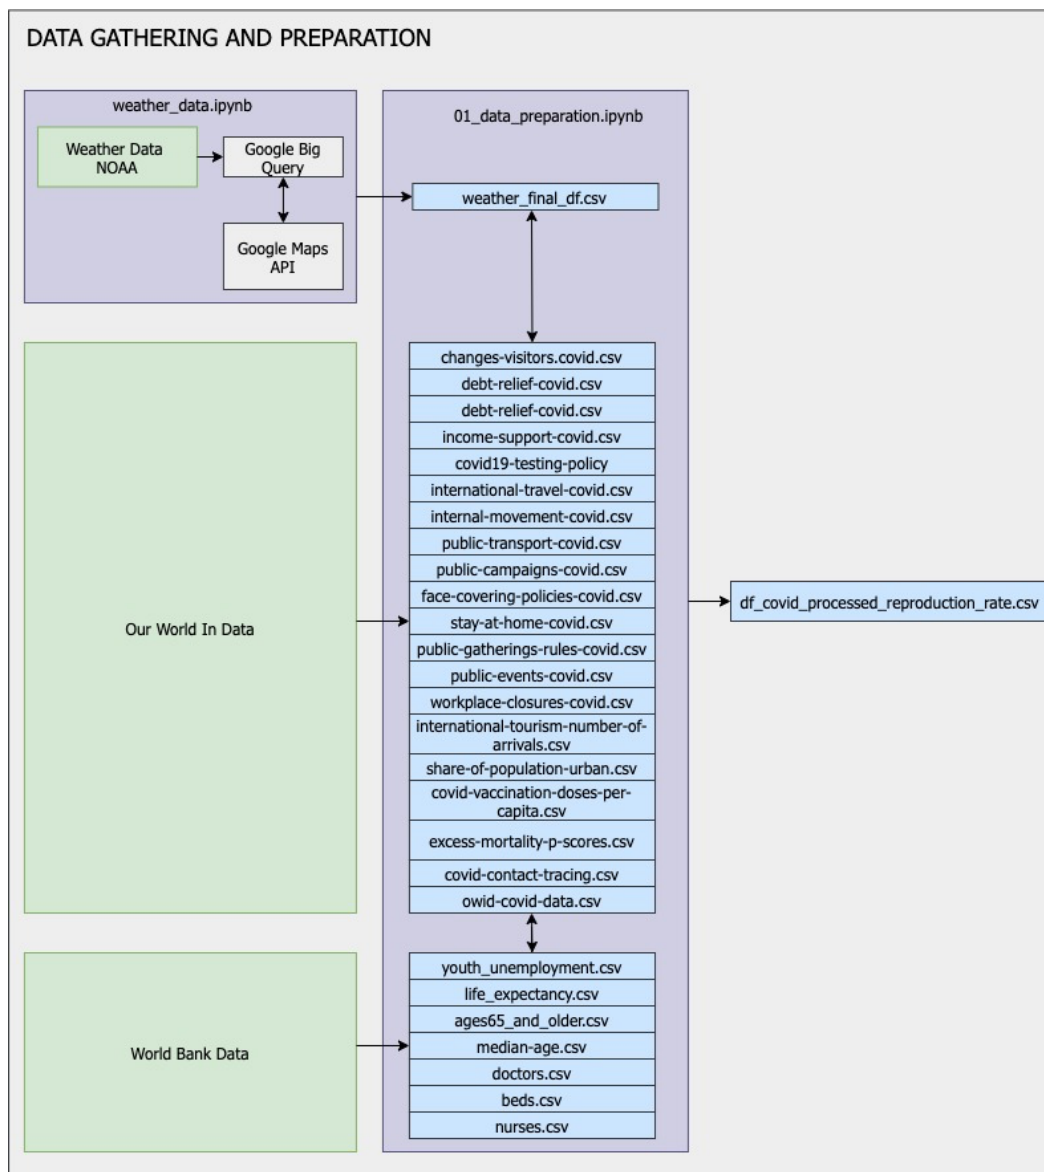 DATA GATHERING AND PREPARATION
weather_data.ipynb
Weather Data
NOAA
Google Big
Query
Google Maps
API
01_data_preparation.ipynb
weather_final_df.csv
Our World In Data
changes-visitors.covid.csv
debt-relief-covid.csv
debt-relief-covid.csv
income-support-covid.csv
covid19-testing-policy
international-travel-covid.csv
internal-movement-covid.csv
public-transport-covid.csv
public-campaigns-covid.csv
face-covering-policies-covid.csv
stay-at-home-covid.csv
public-gatherings-rules-covid.csv
public-events-covid.csv
workplace-closures-covid.csv
international-tourism-number-of-
arrivals.csv
share-of-population-urban.csv
covid-vaccination-doses-per-
capita.csv
excess-mortality-p-scores.csv
covid-contact-tracing.csv
owid-covid-data.csv
World Bank Data
youth_unemployment.csv
life_expectancy.csv
ages65_and_older.csv
median-age.csv
doctors.csv
beds.csv
nurses.csv
df_covid_processed_reproduction_rate.csv